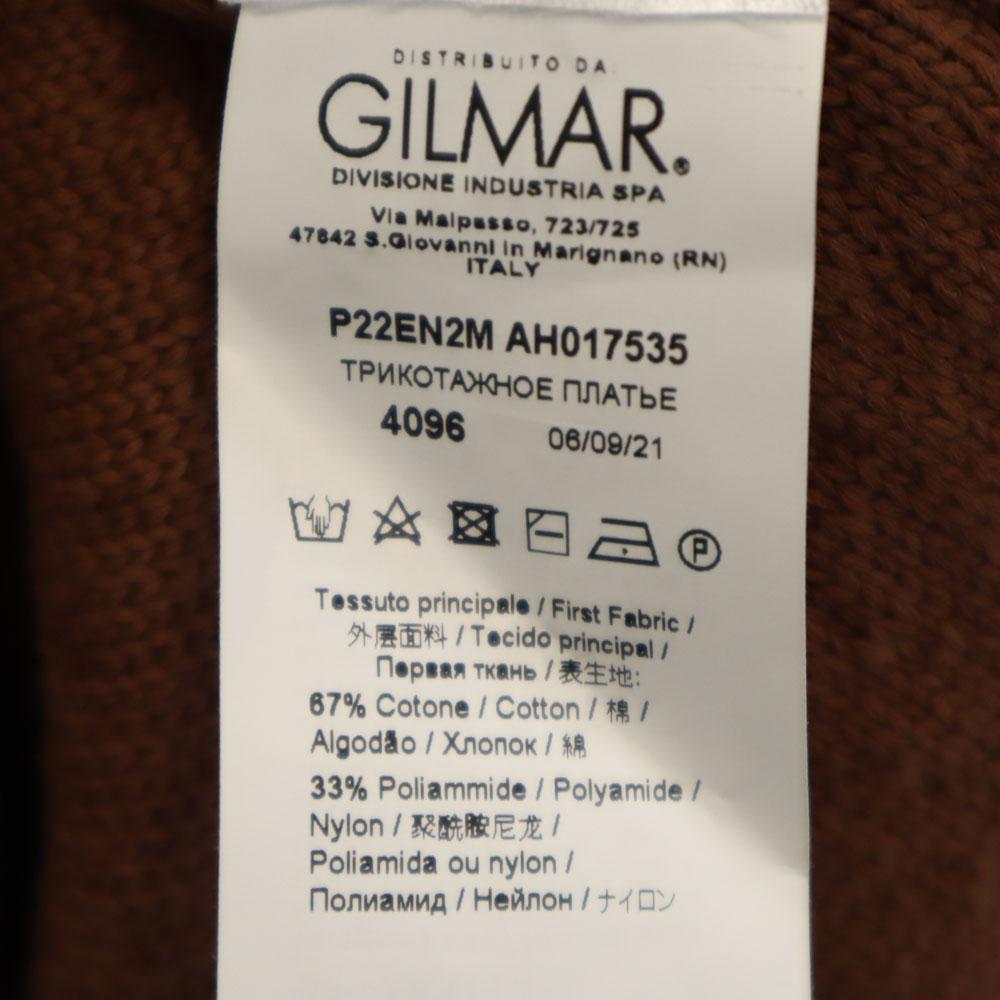 DISTRIBUITO DA:
GILMAR®
DIVISIONE INDUSTRIA SPA
Via Malpasso, 723/725
47842 S.Giovanni in Marignano (RN)
ITALY
P22EN2M AH017535
ТРИКОТАЖНОЕ ПЛАТЬЕ
4096 06/09/21
P
Tessuto principale / First Fabric /
外层面料 / Tecido principal /
Первая ткань / 表生地:
67% Cotone / Cotton / 棉 /
Algodão / Хлопок / 綿
33% Poliammide / Polyamide /
Nylon / 聚酰胺尼龙 /
Poliamida ou nylon /
Полиамид / Нейлон / ナイロン